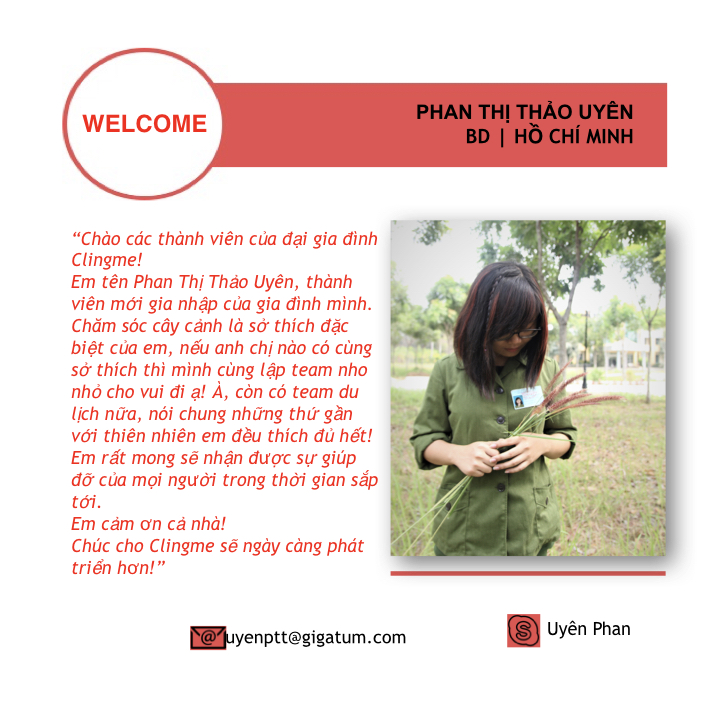 WELCOME
PHAN THỊ THẢO UYÊN
BD | HỒ CHÍ MINH
“Chào các thành viên của đại gia đình
Clingme!
Em tên Phan Thị Thảo Uyên, thành
viên mới gia nhập của gia đình mình.
Chăm sóc cây cảnh là sở thích đặc
biệt của em, nếu anh chị nào có cùng
sở thích thì mình cùng lập team nho
nhỏ cho vui đi ạ! À, còn có team du
lịch nữa, nói chung những thứ gần
với thiên nhiên em đều thích đủ hết!
Em rất mong sẽ nhận được sự giúp
đỡ của mọi người trong thời gian sắp
tới.
Em cảm ơn cả nhà!
Chúc cho Clingme sẽ ngày càng phát
triển hơn!”
uyenptt@gigatum.com
Uyên Phan